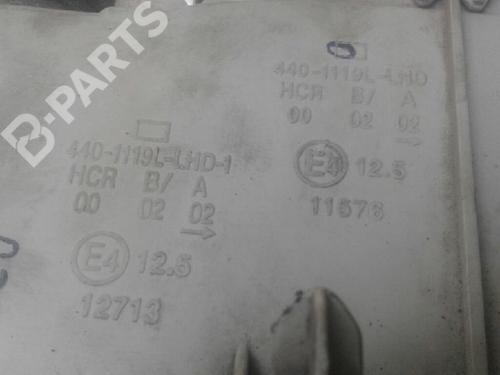 B-PARTS
440-1119L-LHD-1
HCR B/ A
00 02 02
E4 12.5
12713
440-1119L-LHD
HCR B/ A
00 02 02
E4 12.5
11576